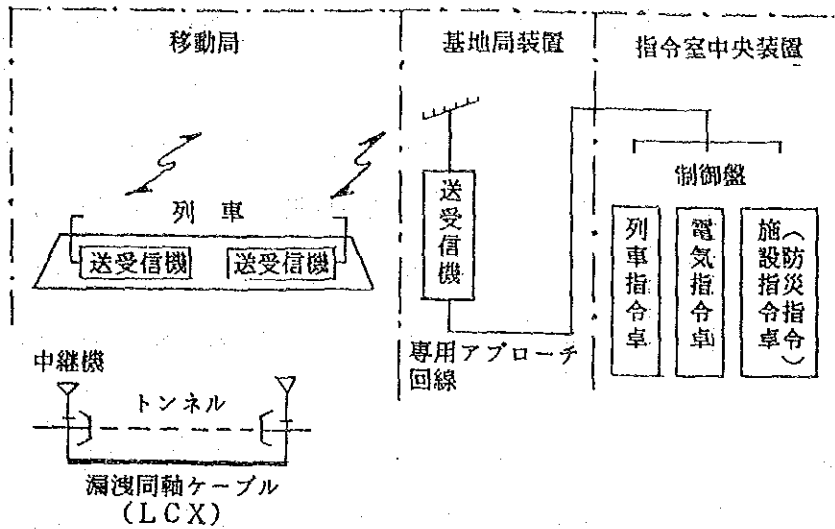 移動局
基地局装置
指令室中央装置
列車
送受信機
送受信機
送受信機
専用アプローチ
回線
制御盤
列車指令卓
電気指令卓
施設指令卓
(防災指令)
中継機
トンネル
漏洩同軸ケーブル
(LCX)